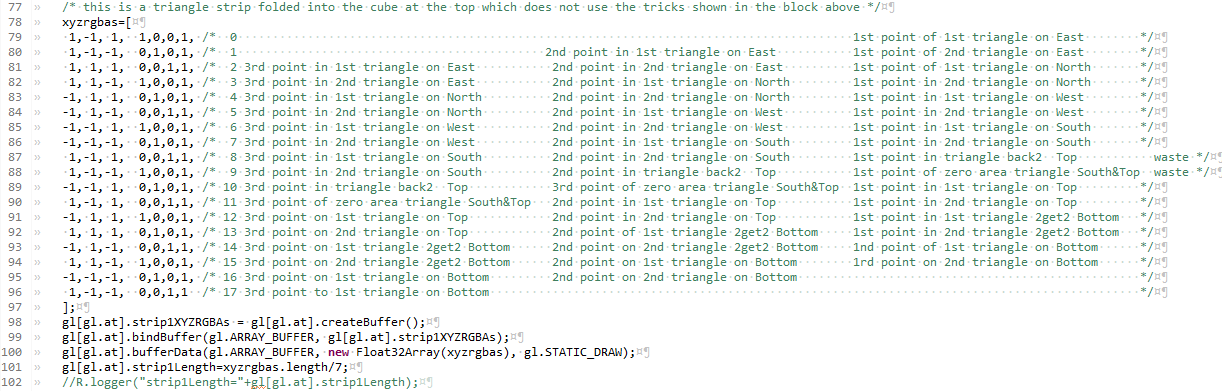 77 /* this is a triangle strip folded into the cube at the top which does not use the tricks shown in the block above */
78 xyzrgbas=[
79 1,-1, 1, 1,0,0,1, /* 0 1st point of 1st triangle on East */
80 1,-1,-1, 0,1,0,1, /* 1 2nd point in 1st triangle on East 1st point of 2nd triangle on East */
81 1, 1, 1, 0,0,1,1, /* 2 3rd point in 1st triangle on East 2nd point in 2nd triangle on East 1st point of 1st triangle on North */
82 1, 1,-1, 1,0,0,1, /* 3 3rd point in 2nd triangle on East 2nd point in 1st triangle on North 1st point in 2nd triangle on North */
83 -1, 1, 1, 0,1,0,1, /* 4 3rd point in 1st triangle on North 2nd point in 2nd triangle on North 1st point in 1st triangle on West */
84 -1, 1,-1, 0,0,1,1, /* 5 3rd point in 2nd triangle on North 2nd point in 1st triangle on West 1st point in 2nd triangle on West */
85 -1,-1, 1, 1,0,0,1, /* 6 3rd point in 1st triangle on West 2nd point in 2nd triangle on West 1st point in 1st triangle on South */
86 -1,-1,-1, 0,1,0,1, /* 7 3rd point in 2nd triangle on West 2nd point in 1st triangle on South 1st point in 2nd triangle on South */
87 1,-1, 1, 0,0,1,1, /* 8 3rd point in 1st triangle on South 2nd point in 2nd triangle on South 1st point in triangle back2 Top waste */
88 1,-1,-1, 1,0,0,1, /* 9 3rd point in 2nd triangle on South 2nd point in triangle back2 Top 1st point of zero area triangle South&Top waste */
89 -1,-1, 1, 0,1,0,1, /* 10 3rd point in triangle back2 Top 3rd point of zero area triangle South&Top 1st point in 1st triangle on Top */
90 1,-1, 1, 0,0,1,1, /* 11 3rd point of zero area triangle South&Top 2nd point in 1st triangle on Top 1st point in 2nd triangle on Top */
91 -1, 1, 1, 1,0,0,1, /* 12 3rd point on 1st triangle on Top 2nd point in 2nd triangle on Top 1st point in 1st triangle 2get2 Bottom */
92 1, 1, 1, 0,1,0,1, /* 13 3rd point on 2nd triangle on Top 2nd point of 1st triangle 2get2 Bottom 1st point in 2nd triangle 2get2 Bottom */
93 -1, 1,-1, 0,0,1,1, /* 14 3rd point on 1st triangle 2get2 Bottom 2nd point on 2nd triangle 2get2 Bottom 1nd point of 1st triangle on Bottom */
94 1, 1,-1, 1,0,0,1, /* 15 3rd point on 2nd triangle 2get2 Bottom 2nd point on 1st triangle on Bottom 1rd point on 2nd triangle on Bottom */
95 -1,-1,-1, 0,1,0,1, /* 16 3rd point in 1st triangle on Bottom 2nd point on 2nd triangle on Bottom */
96 1,-1,-1, 0,0,1,1 /* 17 3rd point to 1st triangle on Bottom */
97 ];
98 gl[gl.at].strip1XYZRGBAs = gl[gl.at].createBuffer();
99 gl[gl.at].bindBuffer(gl.ARRAY_BUFFER, gl[gl.at].strip1XYZRGBAs);
100 gl[gl.at].bufferData(gl.ARRAY_BUFFER, new Float32Array(xyzrgbas), gl.STATIC_DRAW);
101 gl[gl.at].strip1Length=xyzrgbas.length/7;
102 //R.logger("strip1Length="+gl[gl.at].strip1Length);